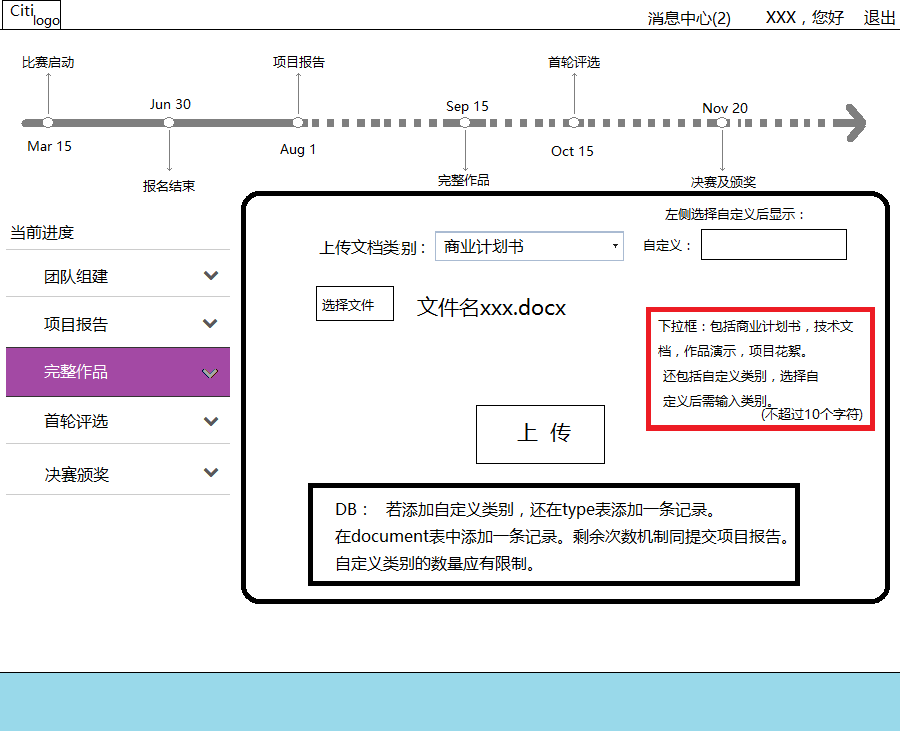 Citi
logo
消息中心(2)
XXX，您好
退出
比赛启动
项目报告
首轮评选
Jun 30
Sep 15
Nov 20
Mar 15
Aug 1
Oct 15
报名结束
完整作品
决赛及颁奖
当前进度
团队组建
项目报告
完整作品
首轮评选
决赛颁奖
左侧选择自定义后显示：
上传文档类别：
商业计划书
自定义：
选择文件
文件名xxx.docx
下拉框：包括商业计划书，技术文
档，作品演示，项目花絮。
还包括自定义类别，选择自
定义后需输入类别。
(不超过10个字符)
上 传
DB： 若添加自定义类别，还在type表添加一条记录。
在document表中添加一条记录。剩余次数机制同提交项目报告。
自定义类别的数量应有限制。